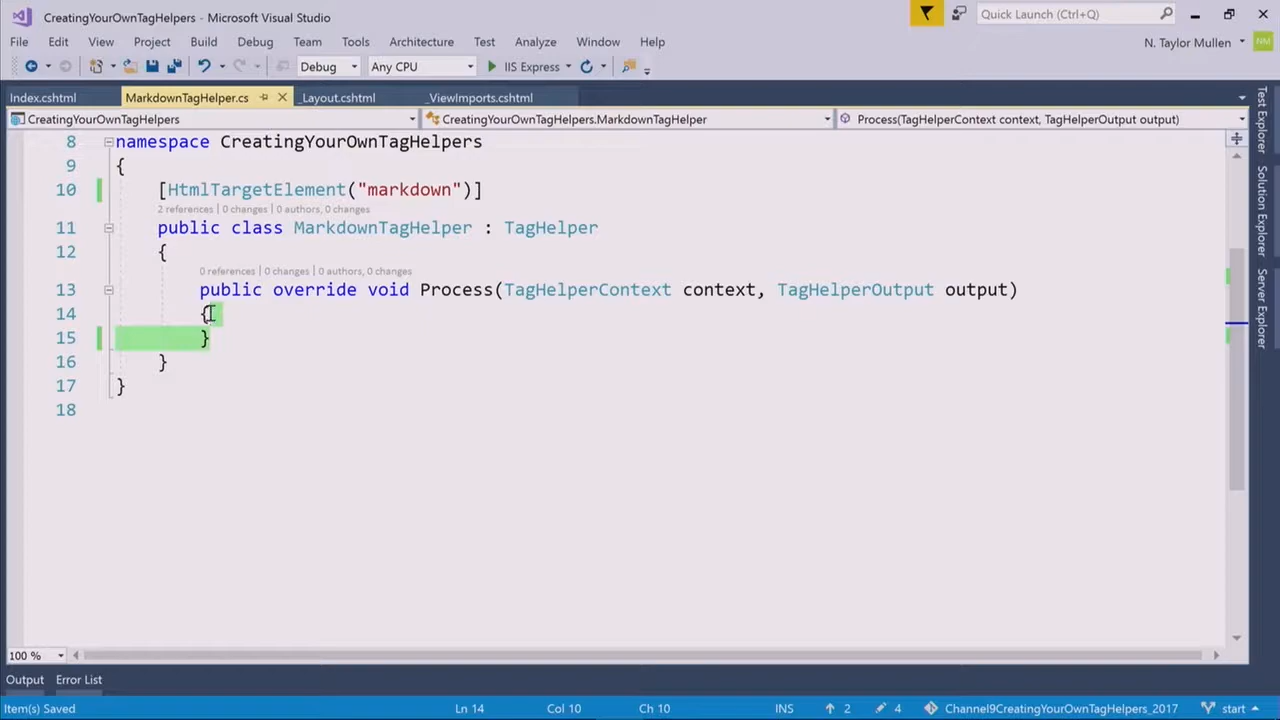 CreatingYourOwnTagHelpers - Microsoft Visual Studio
Quick Launch (Ctrl+Q)
File Edit View Project Build Debug Team Tools Architecture Test Analyze Window Help
N. Taylor Mullen NM
Debug Any CPU IIS Express
Index.cshtml MarkdownTagHelper.cs _Layout.cshtml _ViewImports.cshtml
CreatingYourOwnTagHelpers CreatingYourOwnTagHelpers.MarkdownTagHelper Process(TagHelperContext context, TagHelperOutput output)
8 namespace CreatingYourOwnTagHelpers
9 {
10 [HtmlTargetElement("markdown")]
2 references | 0 changes | 0 authors, 0 changes
11 public class MarkdownTagHelper : TagHelper
12 {
0 references | 0 changes | 0 authors, 0 changes
13 public override void Process(TagHelperContext context, TagHelperOutput output)
14 {
15 }
16 }
17 }
18
Test Explorer
Solution Explorer
Server Explorer
100 %
Output Error List
Item(s) Saved Ln 14 Col 10 Ch 10 INS 2 4 Channel9CreatingYourOwnTagHelpers_2017 start